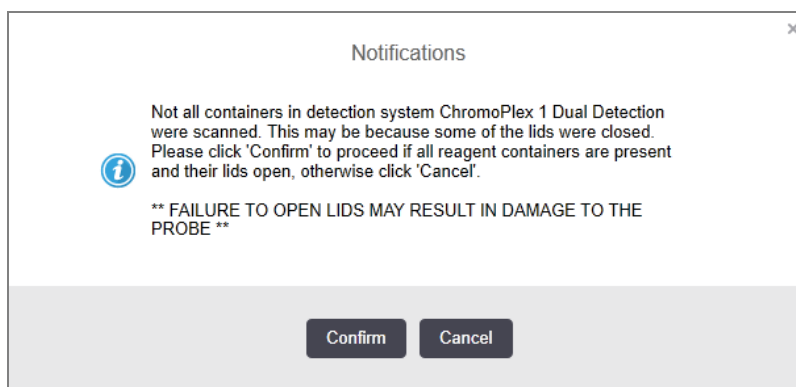 Notifications
Not all containers in detection system ChromoPlex 1 Dual Detection
were scanned. This may be because some of the lids were closed.
Please click 'Confirm' to proceed if all reagent containers are present
and their lids open, otherwise click 'Cancel'.
** FAILURE TO OPEN LIDS MAY RESULT IN DAMAGE TO THE
PROBE **
Confirm
Cancel